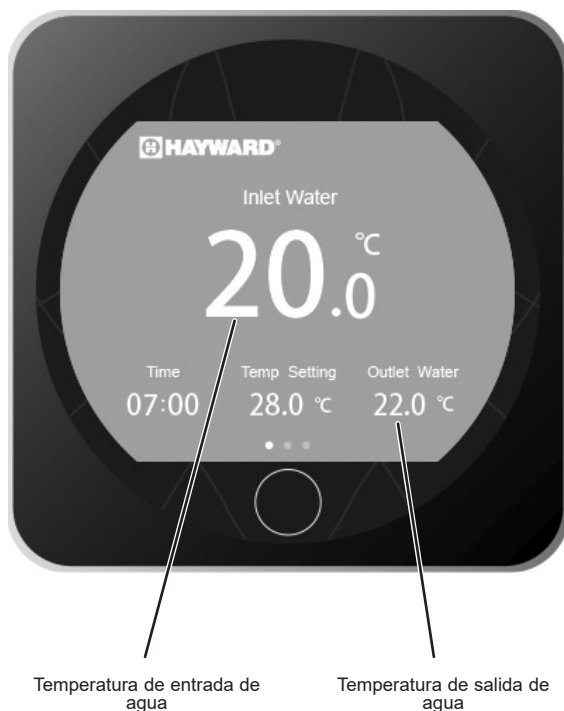 HAYWARD®
Inlet Water
20.0 °C
Time Temp Setting Outlet Water
07:00 28.0 °C 22.0 °C
Temperatura de entrada de
agua
Temperatura de salida de
agua